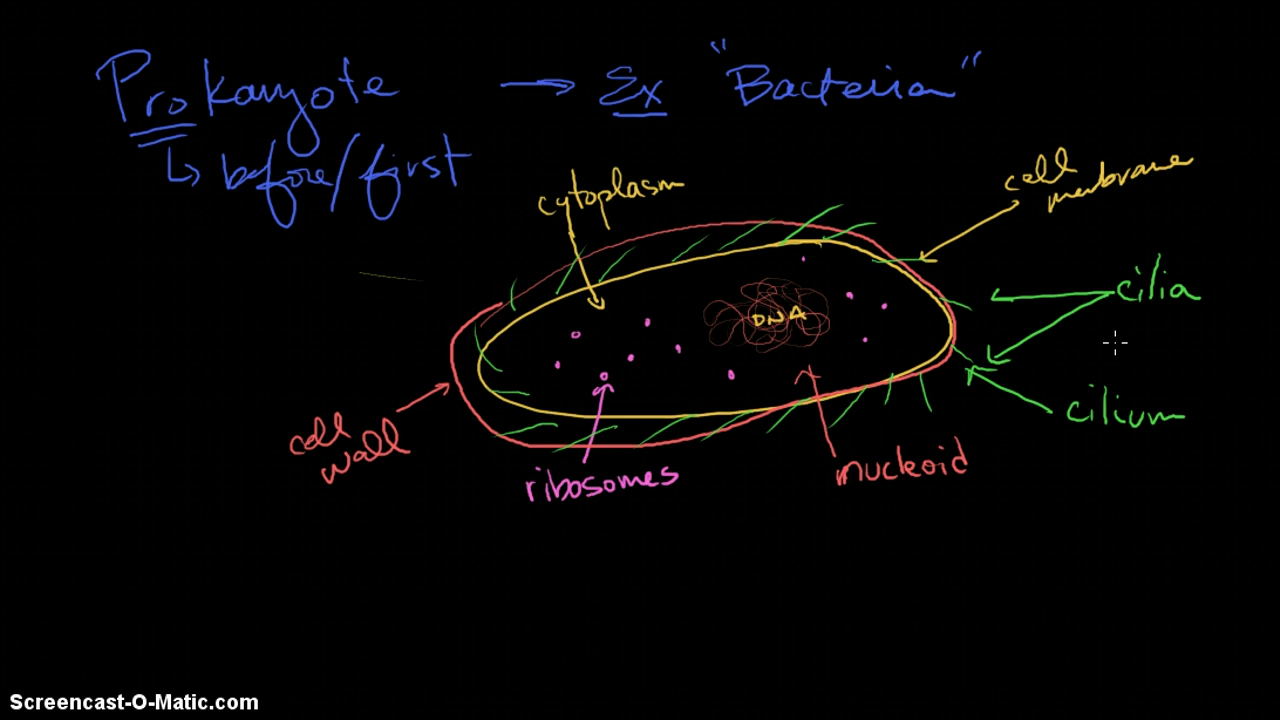 Prokaryote → Ex "Bacteria"
↳ before/first
cytoplasm
cell
membrane
cilia
DNA
cilium
cell
wall
ribosomes
nucleoid
Screencast-O-Matic.com